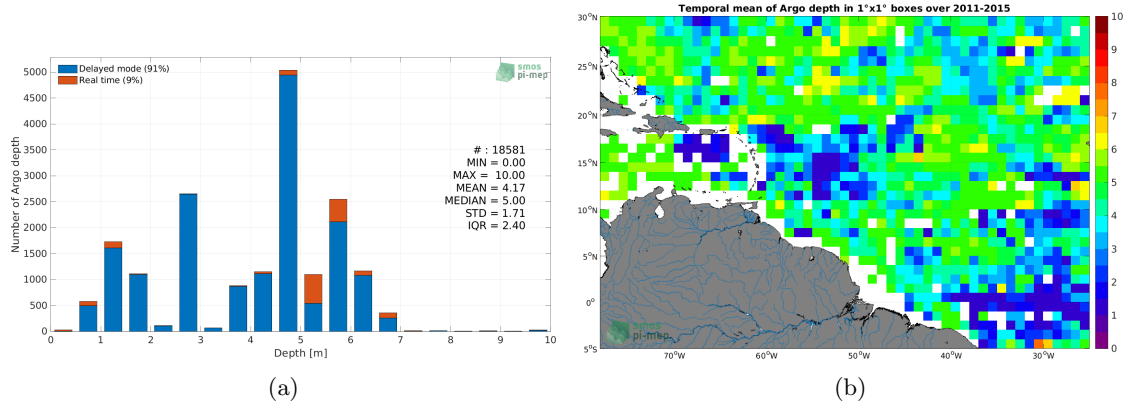 Delayed mode (91%)
Real time (9%)
smos
pi-mep
Number of Argo depth
5000
4500
4000
3500
3000
2500
2000
1500
1000
500
0
# : 18581
MIN = 0.00
MAX = 10.00
MEAN = 4.17
MEDIAN = 5.00
STD = 1.71
IQR = 2.40
0 1 2 3 4 5 6 7 8 9 10
Depth [m]
(a)
Temporal mean of Argo depth in 1°x1° boxes over 2011-2015
30°N
25°N
20°N
15°N
10°N
5°N
0°
5°S
70°W 60°W 50°W 40°W 30°W
smos
pi-mep
10
9
8
7
6
5
4
3
2
1
0
(b)